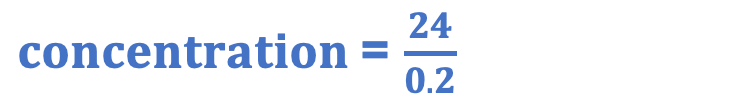 concentration = 24/0.2